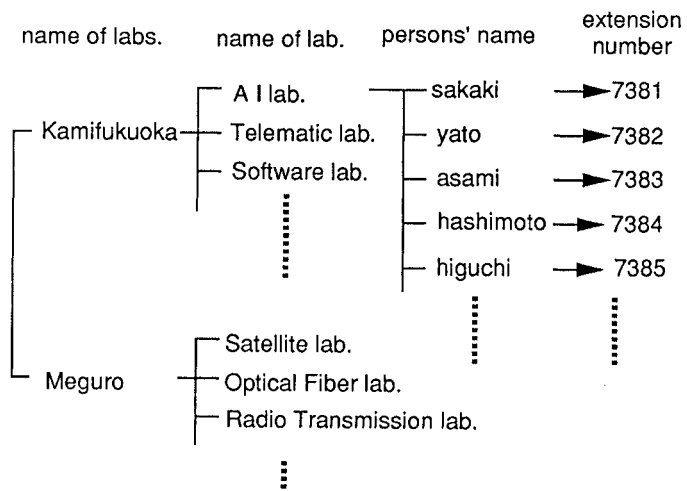 name of labs. name of lab. persons' name extension number
A I lab. sakaki 7381
Kamifukuoka Telematic lab. yato 7382
Software lab. asami 7383
hashimoto 7384
higuchi 7385
Satellite lab.
Meguro Optical Fiber lab.
Radio Transmission lab.